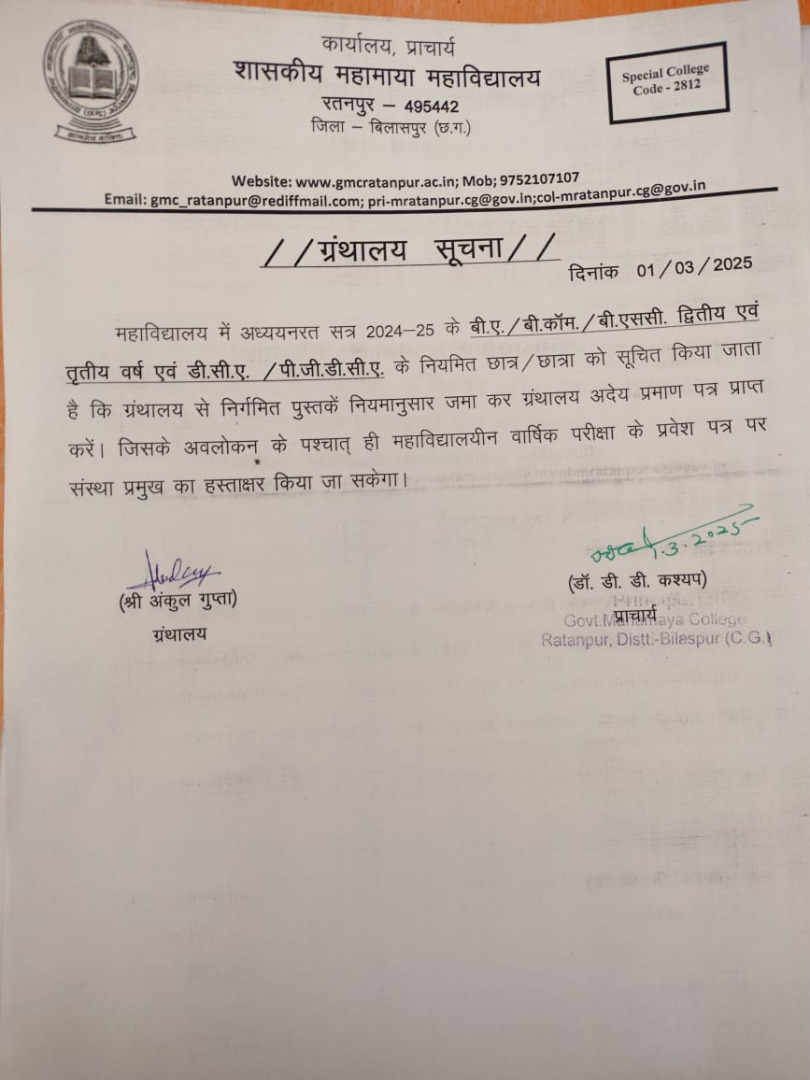 कार्यालय, प्राचार्य
शासकीय महामाया महाविद्यालय
रतनपुर – 495442
जिला – बिलासपुर (छ.ग.)
Special College
Code - 2812
Website: www.gmcratanpur.ac.in; Mob; 9752107107
Email: gmc_ratanpur@rediffmail.com; pri-mratanpur.cg@gov.in;col-mratanpur.cg@gov.in
//ग्रंथालय सूचना//
दिनांक 01/03/2025
महाविद्यालय में अध्ययनरत सत्र 2024–25 के बी.ए./बी.कॉम./बी.एससी. द्वितीय एवं
तृतीय वर्ष एवं डी.सी.ए. /पी.जी.डी.सी.ए. के नियमित छात्र/छात्रा को सूचित किया जाता
है कि ग्रंथालय से निर्गमित पुस्तकें नियमानुसार जमा कर ग्रंथालय अदेय प्रमाण पत्र प्राप्त
करें। जिसके अवलोकन के पश्चात् ही महाविद्यालयीन वार्षिक परीक्षा के प्रवेश पत्र पर
संस्था प्रमुख का हस्ताक्षर किया जा सकेगा।
1.3.2025
(श्री अंकुल गुप्ता)
ग्रंथालय
(डॉ. डी. डी. कश्यप)
प्राचार्य
Principal
Govt.Mahamaya College
Ratanpur, Distt.-Bilaspur (C.G.)